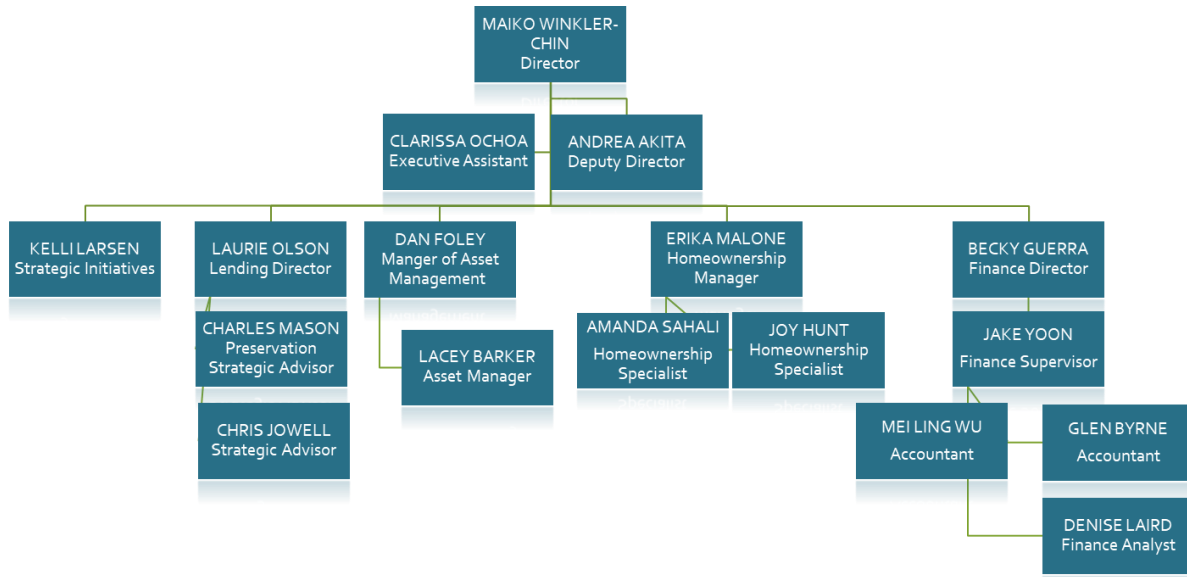 MAIKO WINKLER-
CHIN
Director
CLARISSA OCHOA
Executive Assistant
ANDREA AKITA
Deputy Director
KELLI LARSEN
Strategic Initiatives
LAURIE OLSON
Lending Director
DAN FOLEY
Manger of Asset
Management
ERIKA MALONE
Homeownership
Manager
BECKY GUERRA
Finance Director
CHARLES MASON
Preservation
Strategic Advisor
LACEY BARKER
Asset Manager
AMANDA SAHALI
Homeownership
Specialist
JOY HUNT
Homeownership
Specialist
JAKE YOON
Finance Supervisor
CHRIS JOWELL
Strategic Advisor
MEI LING WU
Accountant
GLEN BYRNE
Accountant
DENISE LAIRD
Finance Analyst